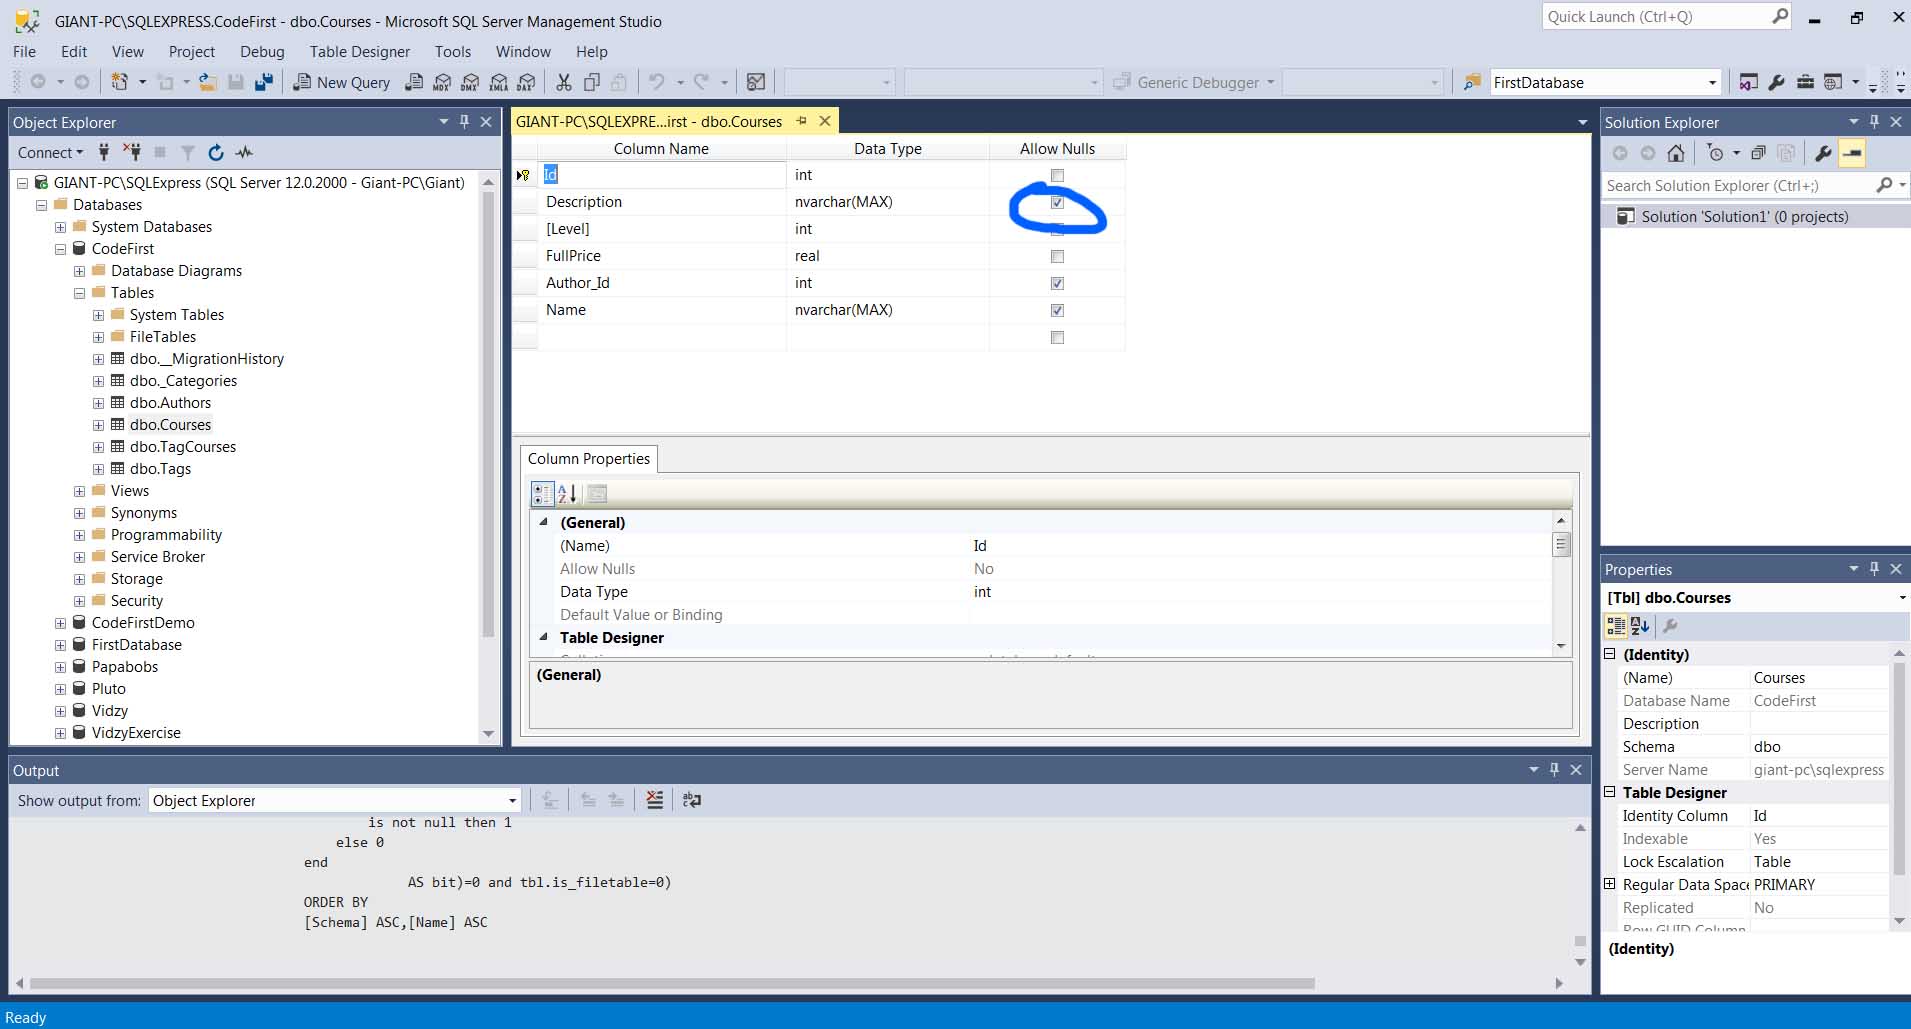 GIANT-PC\SQLEXPRESS.CodeFirst - dbo.Courses - Microsoft SQL Server Management Studio
Quick Launch (Ctrl+Q)
File Edit View Project Debug Table Designer Tools Window Help
New Query MDX DMX XMLA DAX Generic Debugger FirstDatabase
Object Explorer
Connect
GIANT-PC\SQLExpress (SQL Server 12.0.2000 - Giant-PC\Giant)
Databases
System Databases
CodeFirst
Database Diagrams
Tables
System Tables
FileTables
dbo.__MigrationHistory
dbo._Categories
dbo.Authors
dbo.Courses
dbo.TagCourses
dbo.Tags
Views
Synonyms
Programmability
Service Broker
Storage
Security
CodeFirstDemo
FirstDatabase
Papabobs
Pluto
Vidzy
VidzyExercise
GIANT-PC\SQLEXPRE...irst - dbo.Courses
Column Name Data Type Allow Nulls
Id int
Description nvarchar(MAX)
[Level] int
FullPrice real
Author_Id int
Name nvarchar(MAX)
Column Properties
(General)
(Name) Id
Allow Nulls No
Data Type int
Default Value or Binding
Table Designer
(General)
Solution Explorer
Search Solution Explorer (Ctrl+;)
Solution 'Solution1' (0 projects)
Properties
[Tbl] dbo.Courses
(Identity)
(Name) Courses
Database Name CodeFirst
Description
Schema dbo
Server Name giant-pc\sqlexpress
Table Designer
Identity Column Id
Indexable Yes
Lock Escalation Table
Regular Data Space PRIMARY
Replicated No
Row GUID Column
(Identity)
Output
Show output from: Object Explorer
is not null then 1
else 0
end
AS bit)=0 and tbl.is_filetable=0)
ORDER BY
[Schema] ASC,[Name] ASC
Ready